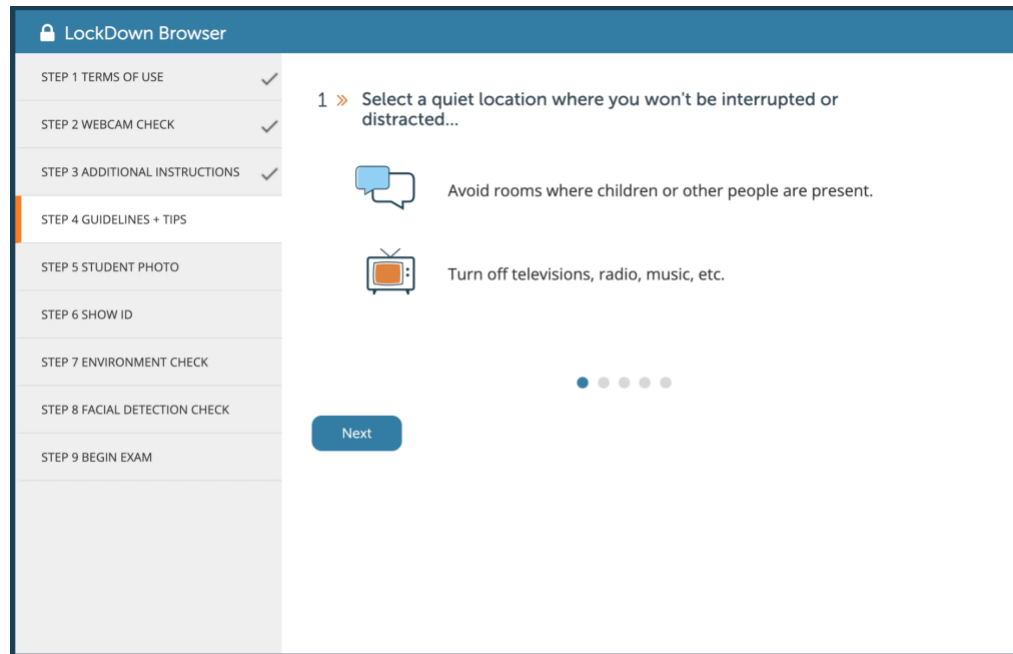 LockDown Browser
STEP 1 TERMS OF USE
STEP 2 WEBCAM CHECK
STEP 3 ADDITIONAL INSTRUCTIONS
STEP 4 GUIDELINES + TIPS
STEP 5 STUDENT PHOTO
STEP 6 SHOW ID
STEP 7 ENVIRONMENT CHECK
STEP 8 FACIAL DETECTION CHECK
STEP 9 BEGIN EXAM
1 » Select a quiet location where you won't be interrupted or
distracted...
Avoid rooms where children or other people are present.
Turn off televisions, radio, music, etc.
Next